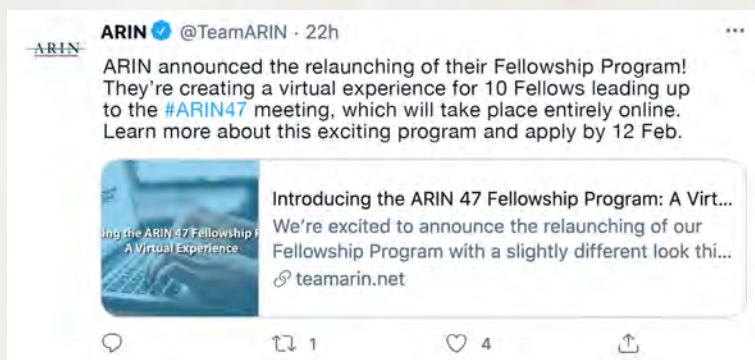 ARIN
ARIN @TeamARIN · 22h
ARIN announced the relaunching of their Fellowship Program!
They're creating a virtual experience for 10 Fellows leading up
to the #ARIN47 meeting, which will take place entirely online.
Learn more about this exciting program and apply by 12 Feb.
ing the ARIN 47 Fellowship P
A Virtual Experience
Introducing the ARIN 47 Fellowship Program: A Virt...
We're excited to announce the relaunching of our
Fellowship Program with a slightly different look thi...
teamarin.net
1 4